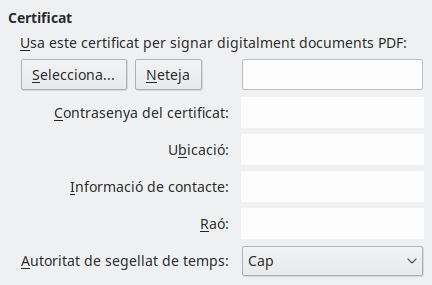 Certificat
Usa este certificat per signar digitalment documents PDF:
Selecciona... Neteja
Contrasenya del certificat:
Ubicació:
Informació de contacte:
Raó:
Autoritat de segellat de temps: Cap